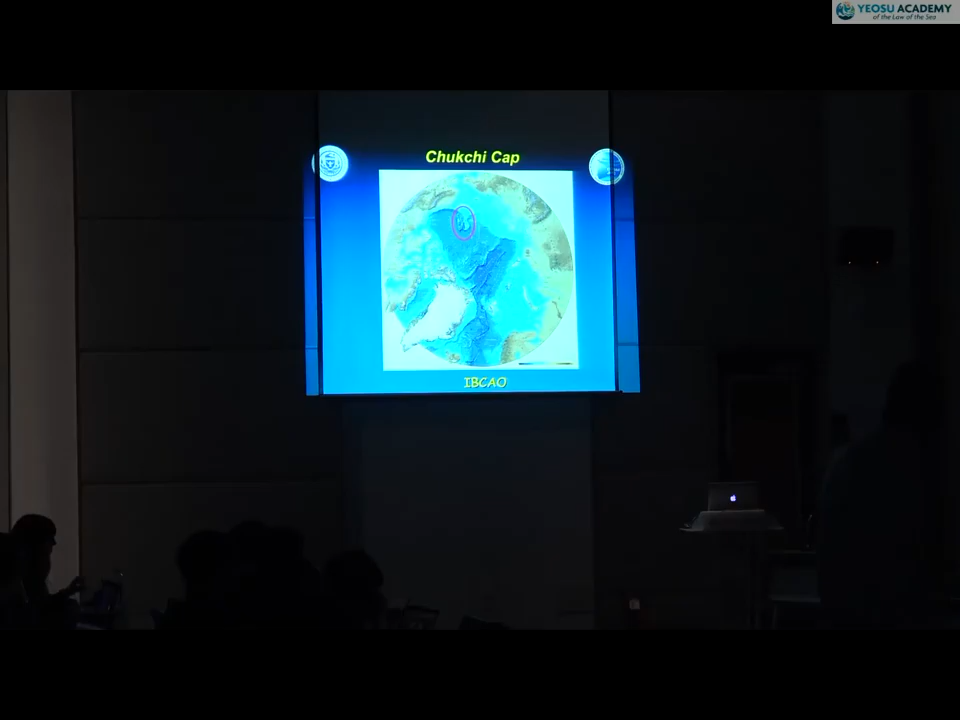 YEOSU ACADEMY
of the Law of the Sea
Chukchi Cap
IBCAO